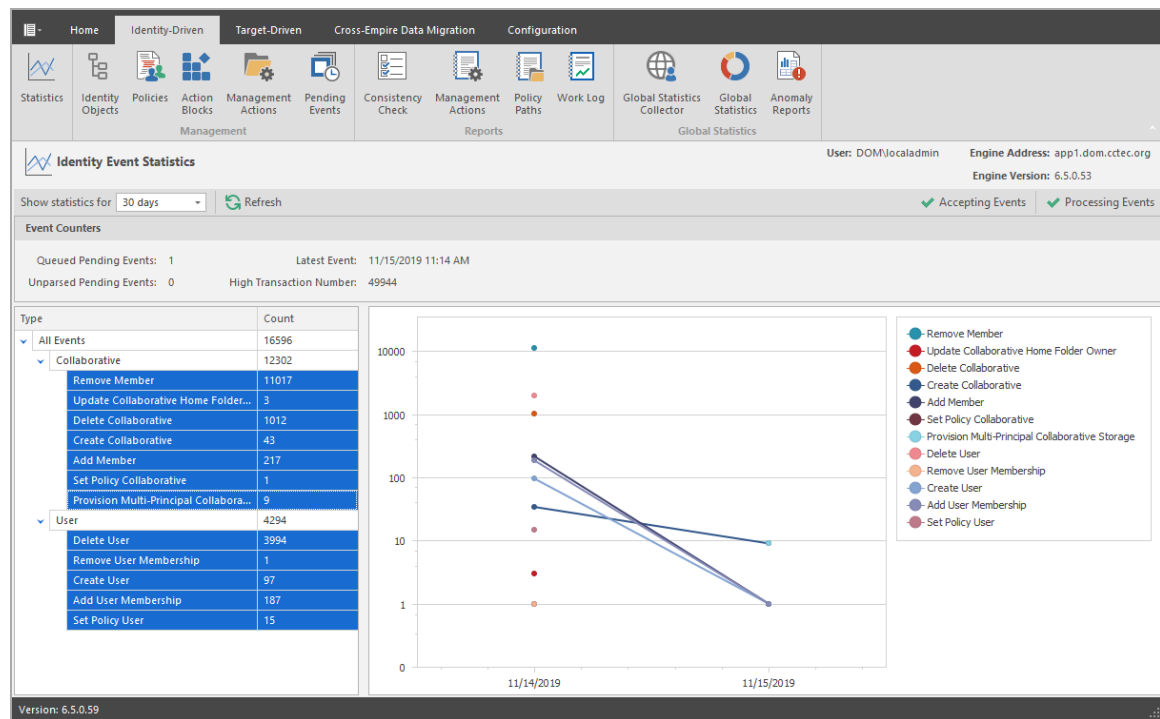 Home Identity-Driven Target-Driven Cross-Empire Data Migration Configuration
Statistics
Identity Objects
Policies
Action Blocks
Management Actions
Pending Events
Management
Consistency Check
Management Actions
Policy Paths
Work Log
Reports
Global Statistics Collector
Global Statistics
Anomaly Reports
Global Statistics
Identity Event Statistics
User: DOM\localadmin
Engine Address: app1.dom.cctec.org
Engine Version: 6.5.0.53
Show statistics for 30 days Refresh
Accepting Events
Processing Events
Event Counters
Queued Pending Events: 1 Latest Event: 11/15/2019 11:14 AM
Unparsed Pending Events: 0 High Transaction Number: 49944
Type Count
All Events 16596
Collaborative 12302
Remove Member 11017
Update Collaborative Home Folder... 3
Delete Collaborative 1012
Create Collaborative 43
Add Member 217
Set Policy Collaborative 1
Provision Multi-Principal Collabora... 9
User 4294
Delete User 3994
Remove User Membership 1
Create User 97
Add User Membership 187
Set Policy User 15
10000
1000
100
10
1
0
11/14/2019 11/15/2019
Remove Member
Update Collaborative Home Folder Owner
Delete Collaborative
Create Collaborative
Add Member
Set Policy Collaborative
Provision Multi-Principal Collaborative Storage
Delete User
Remove User Membership
Create User
Add User Membership
Set Policy User
Version: 6.5.0.59